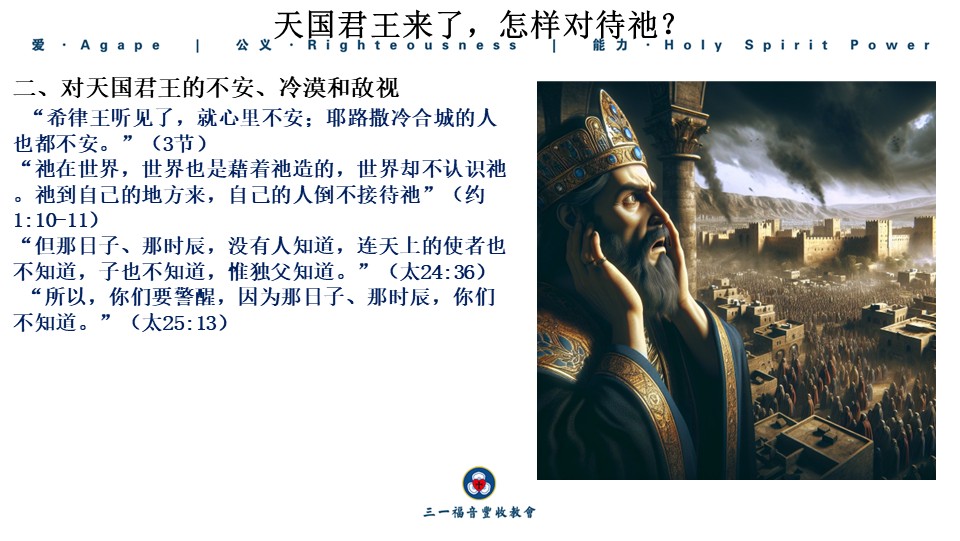 天国君王来了，怎样对待祂？
爱 · Agape | 公义 · Righteousness | 能力 · Holy Spirit Power
二、对天国君王的不安、冷漠和敌视
“希律王听见了，就心里不安；耶路撒冷合城的人
也都不安。”（3节）
“祂在世界，世界也是藉着祂造的，世界却不认识祂
。祂到自己的地方来，自己的人倒不接待祂”（约
1:10-11）
“但那日子、那时辰，没有人知道，连天上的使者也
不知道，子也不知道，惟独父知道。”（太24:36）
“所以，你们要警醒，因为那日子、那时辰，你们
不知道。”（太25:13）
三一福音豐收教會